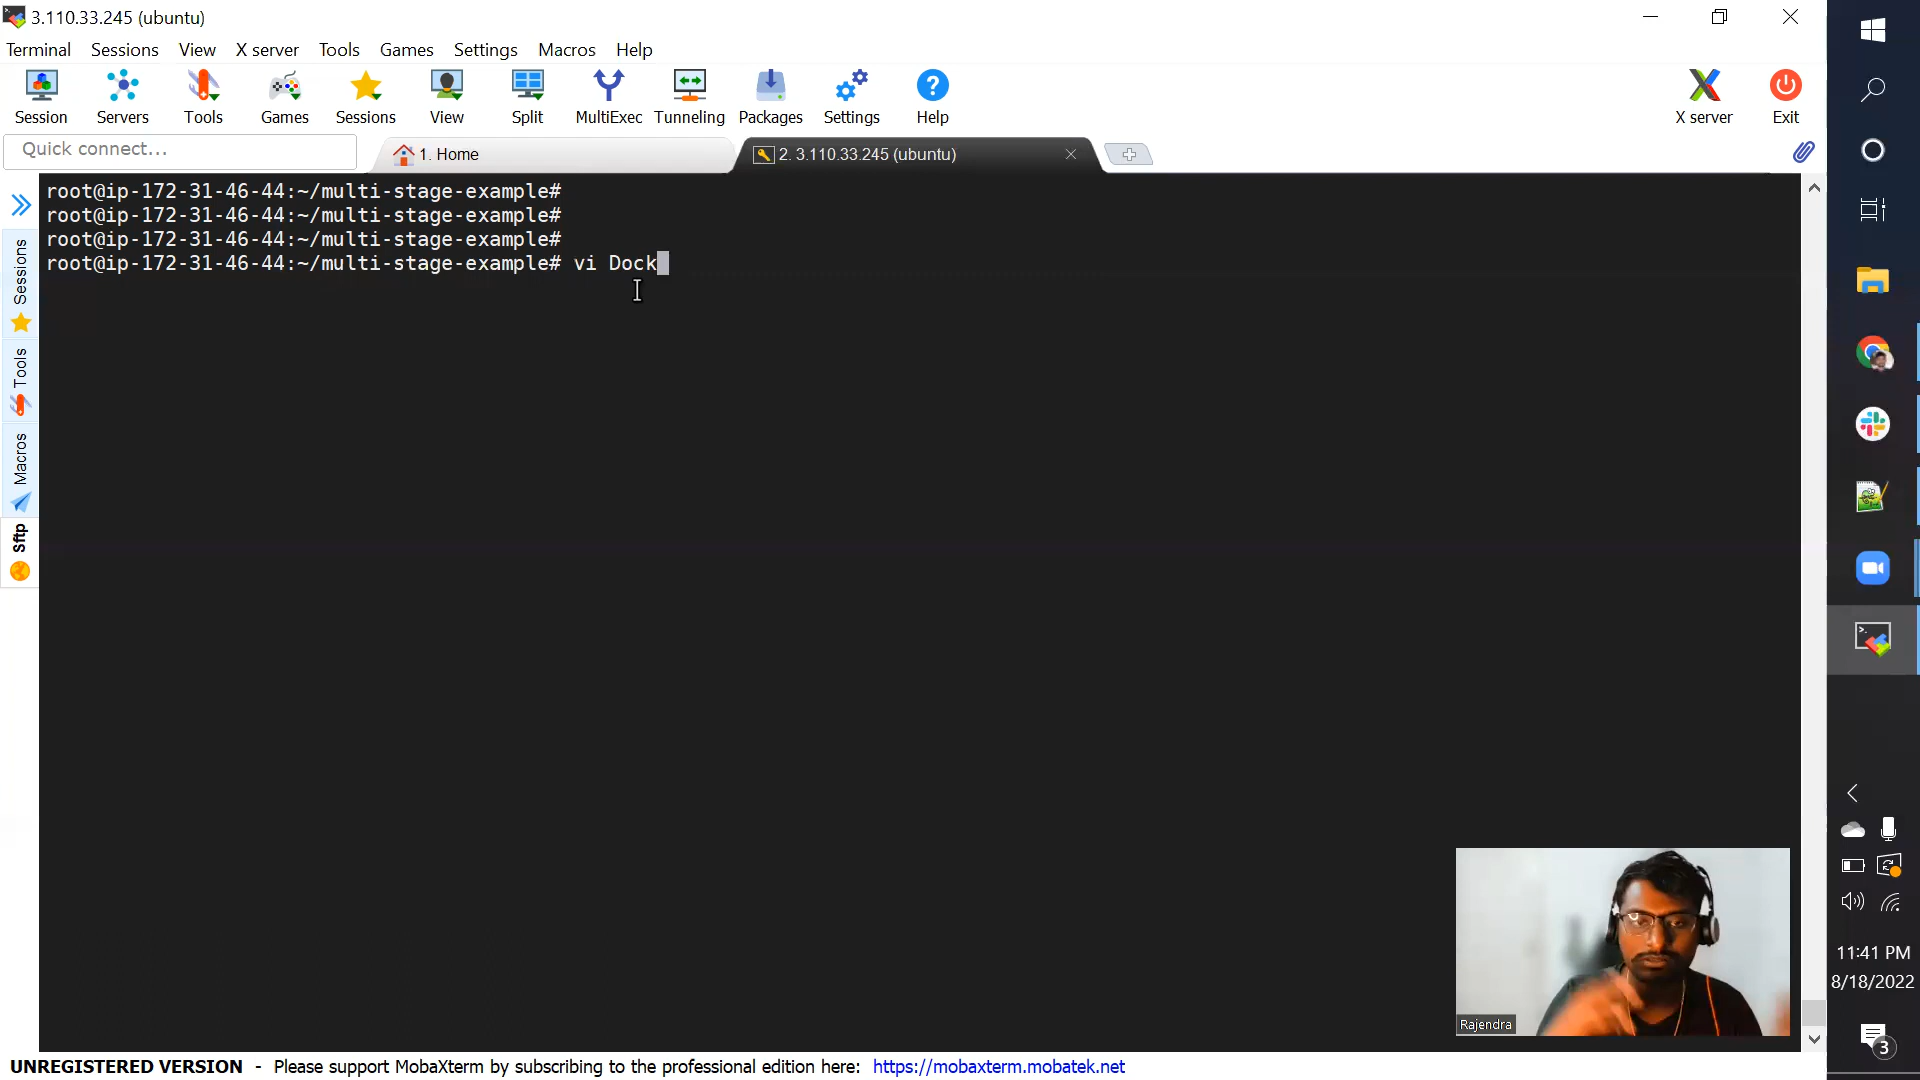 3.110.33.245 (ubuntu)
Terminal Sessions View X server Tools Games Settings Macros Help
Session Servers Tools Games Sessions View Split MultiExec Tunneling Packages Settings Help X server Exit
Quick connect...
1. Home
2. 3.110.33.245 (ubuntu)
root@ip-172-31-46-44:~/multi-stage-example#
root@ip-172-31-46-44:~/multi-stage-example#
root@ip-172-31-46-44:~/multi-stage-example#
root@ip-172-31-46-44:~/multi-stage-example# vi Dock
Sessions
Tools
Macros
Sftp
Rajendra
11:41 PM
8/18/2022
3
UNREGISTERED VERSION - Please support MobaXterm by subscribing to the professional edition here: https://mobaxterm.mobatek.net